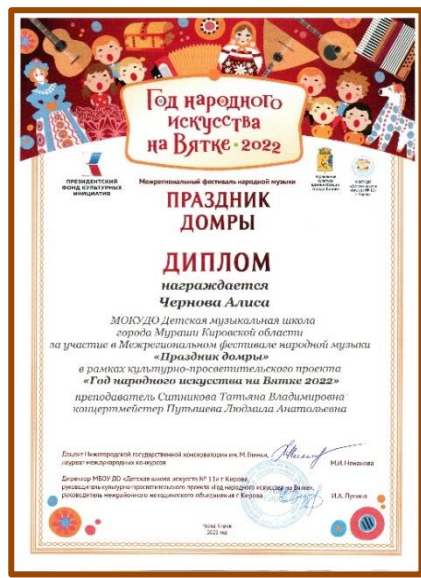 Год народного
искусства
на Вятке • 2022
ПРЕЗИДЕНТСКИЙ
ФОНД КУЛЬТУРНЫХ
ИНИЦИАТИВ
Межрегиональный фестиваль народной музыки
ПРАЗДНИК
ДОМРЫ
ДИПЛОМ
награждается
Чернова Алиса
МОКУДО Детская музыкальная школа
города Мураши Кировской области
за участие в Межрегиональном фестивале народной музыки
«Праздник домры»
в рамках культурно-просветительского проекта
«Год народного искусства на Вятке 2022»
преподаватель Ситникова Татьяна Владимировна
концертмейстер Путышева Людмила Анатольевна
Доцент Нижегородской государственной консерватории им. М. Глинки,
лауреат международных конкурсов
М.И.
Директор МБОУ ДО «Детская школа искусств № 11» г. Кирова,
руководитель культурно-просветительского проекта «Год народного искусства на Вятке»,
руководитель межрайонного методического объединения г. Кирова
И.А.
город Киров
2022 год